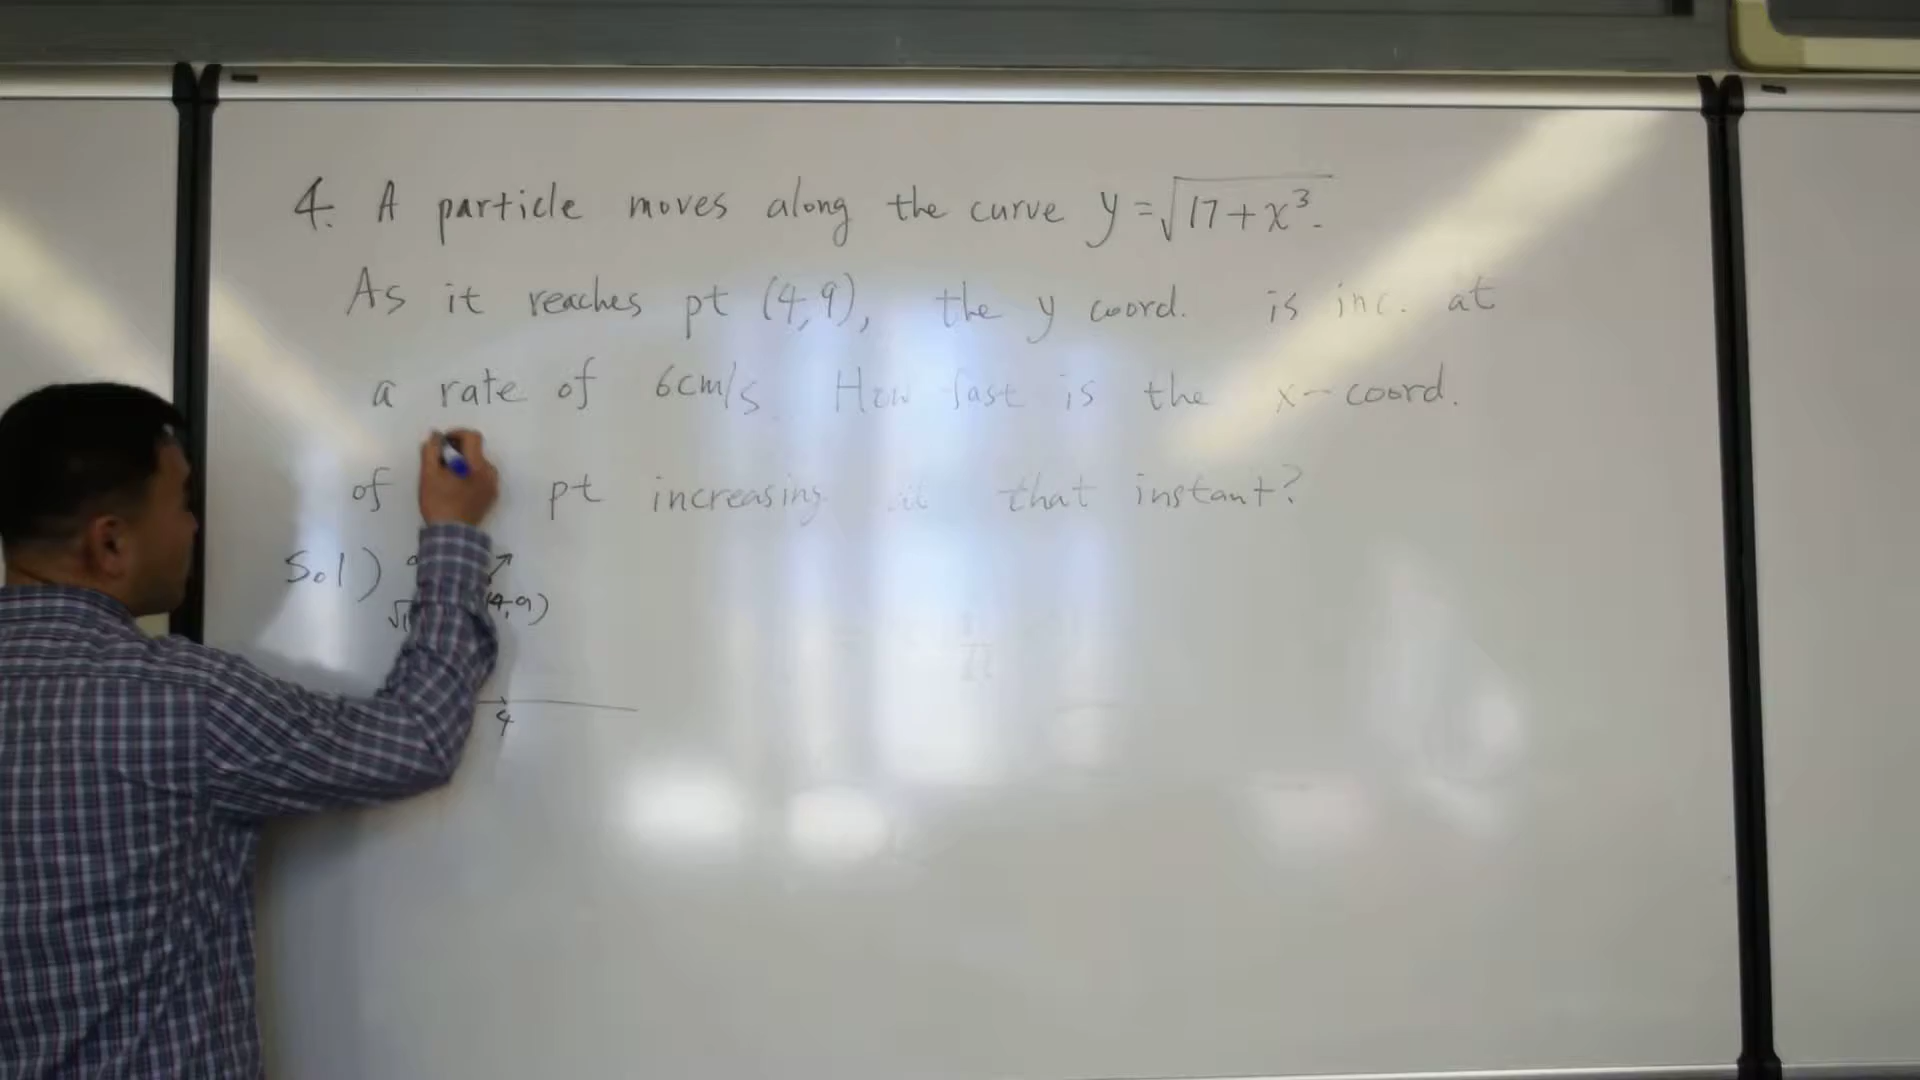 4. A particle moves along the curve y = √17 + x³.
As it reaches pt (4,9), the y coord. is inc. at
a rate of 6cm/s. How fast is the x-coord.
of pt increasing at that instant?
Sol)
(4,9)
4